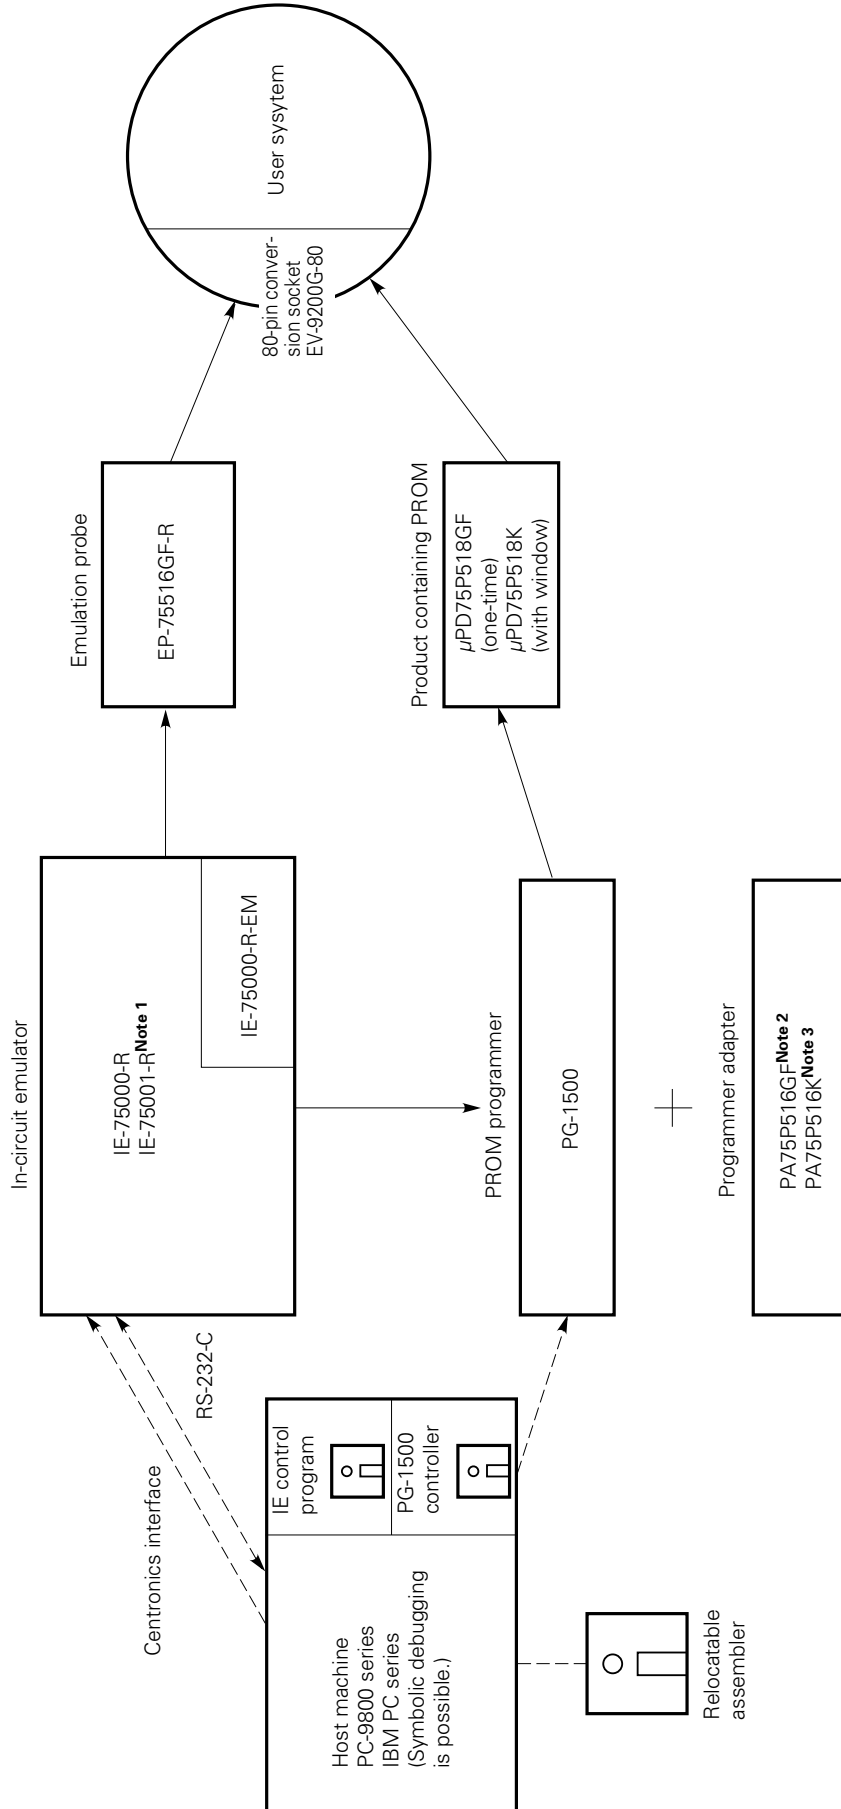 In-circuit emulator
IE-75000-R
IE-75001-RNote 1
IE-75000-R-EM
Emulation probe
EP-75516GF-R
User sysytem
80-pin conver-
sion socket
EV-9200G-80
Centronics interface
RS-232-C
Host machine
PC-9800 series
IBM PC series
(Symbolic debugging
is possible.)
IE control
program
PG-1500
controller
Relocatable
assembler
PROM programmer
PG-1500
Product containing PROM
µPD75P518GF
(one-time)
µPD75P518K
(with window)
Programmer adapter
PA75P516GFNote 2
PA75P516KNote 3